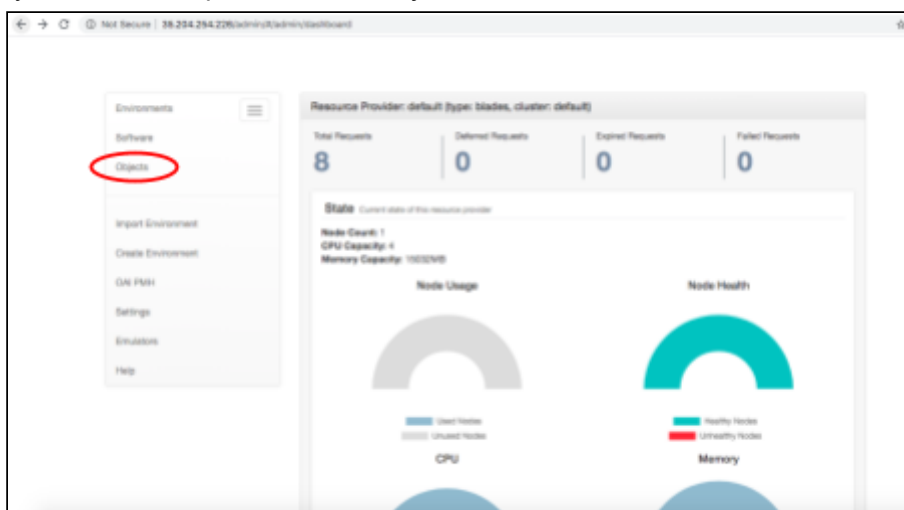 Not Secure | 38.204.254.226/admin/#/admin/dashboard
Environments
Software
Objects
Import Environment
Create Environment
OAI PMH
Settings
Emulators
Help
Resource Provider: default (type: blades, cluster: default)
Total Requests Deferred Requests Expired Requests Failed Requests
8 0 0 0
State Current state of this resource provider
Node Count: 1
CPU Capacity: 4
Memory Capacity: 15032MB
Node Usage Node Health
Used Nodes Healthy Nodes
Unused Nodes Unhealthy Nodes
CPU Memory